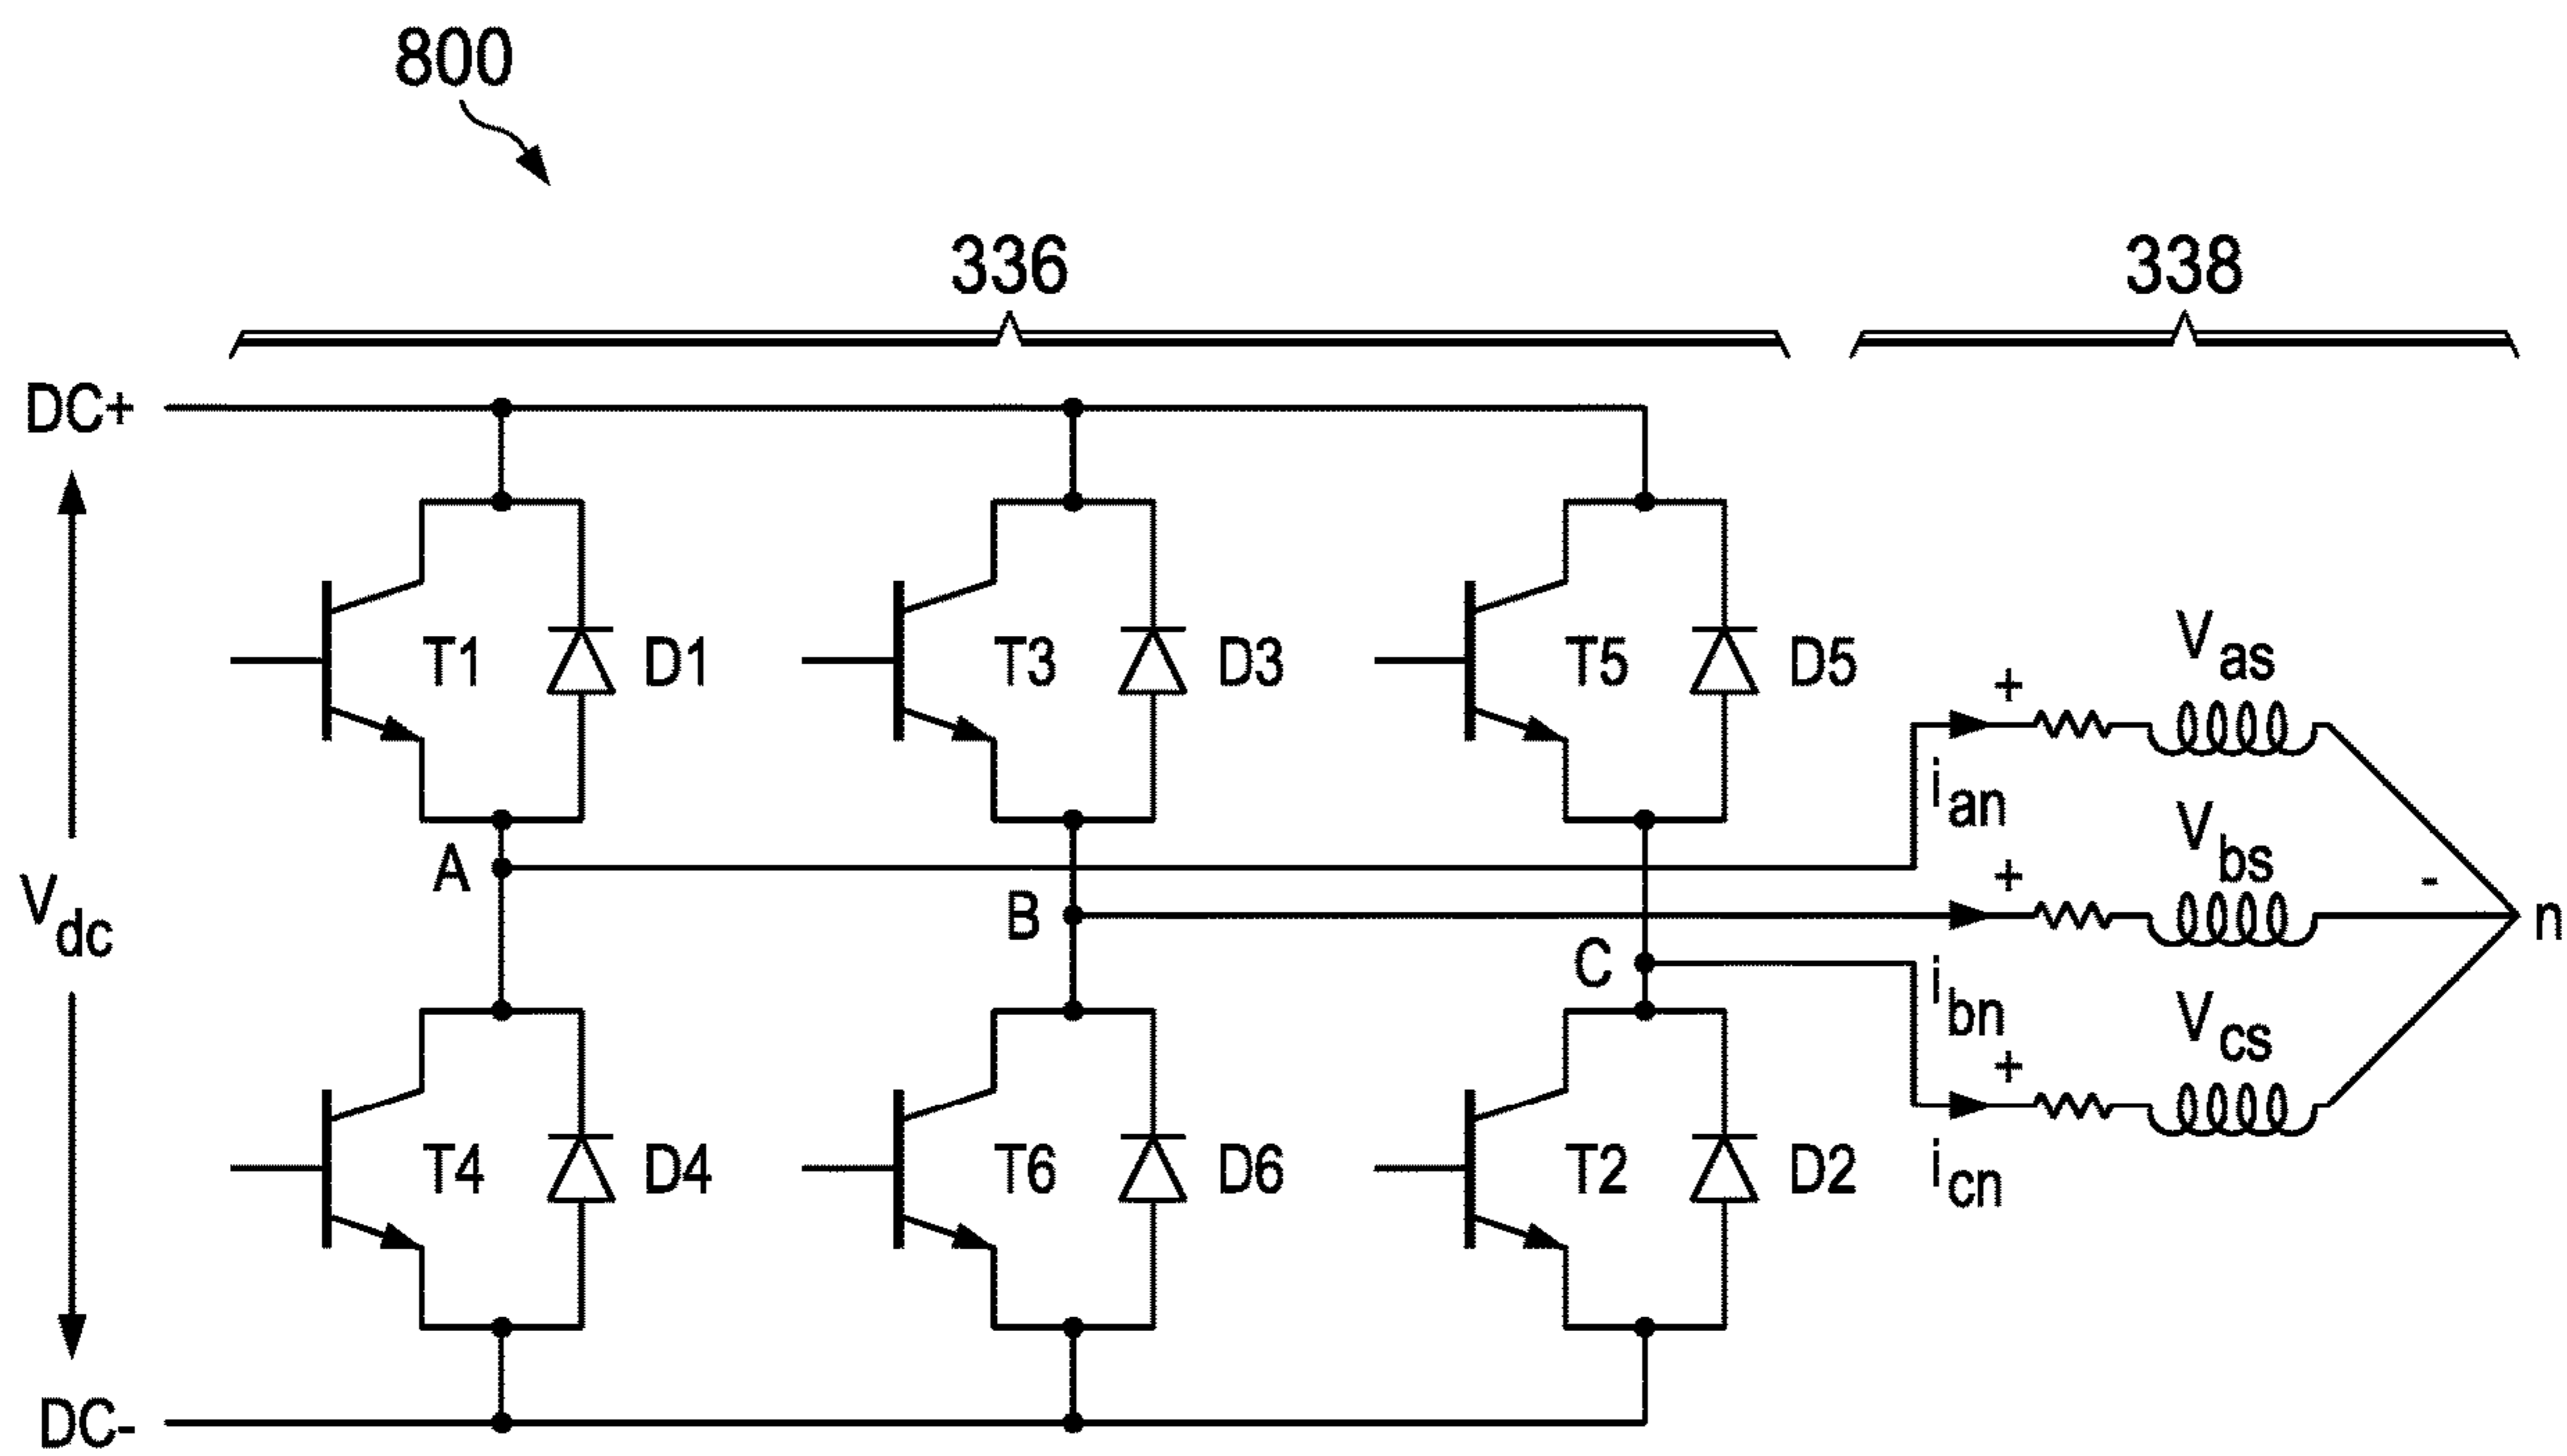 800
336
338
DC+
T1
D1
T3
D3
T5
D5
+
Vas
ian
A
Vdc
B
+
Vbs
-
n
C
ibn
+
Vcs
T4
D4
T6
D6
T2
D2
icn
DC-